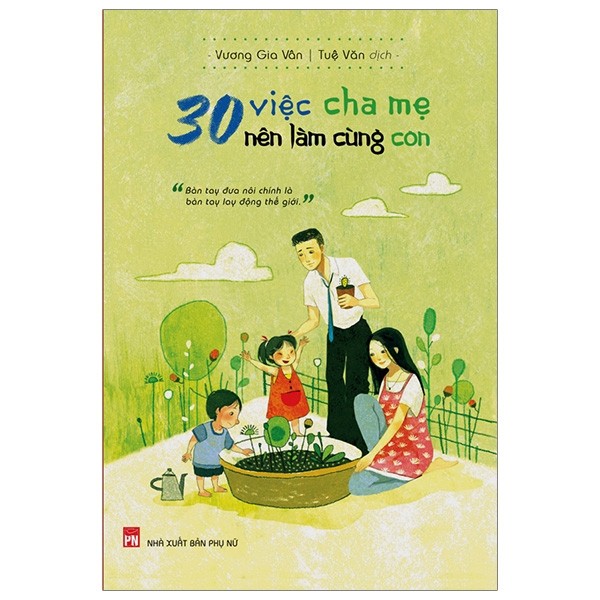 - Vương Gia Vân | Tuệ Văn dịch -
30 việc cha mẹ
nên làm cùng con
“Bàn tay đưa nôi chính là
bàn tay lay động thế giới.”
PN NHÀ XUẤT BẢN PHỤ NỮ